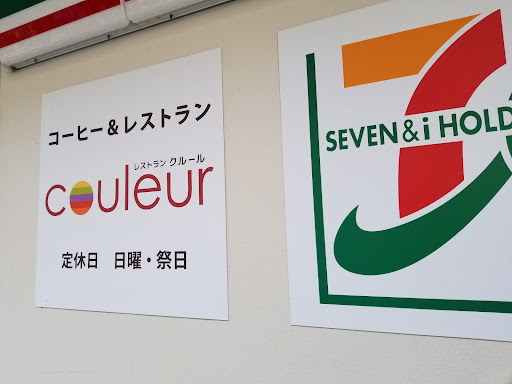 コーヒー＆レストラン
レストラン クルール
couleur
定休日　日曜・祭日
SEVEN & i HOLD